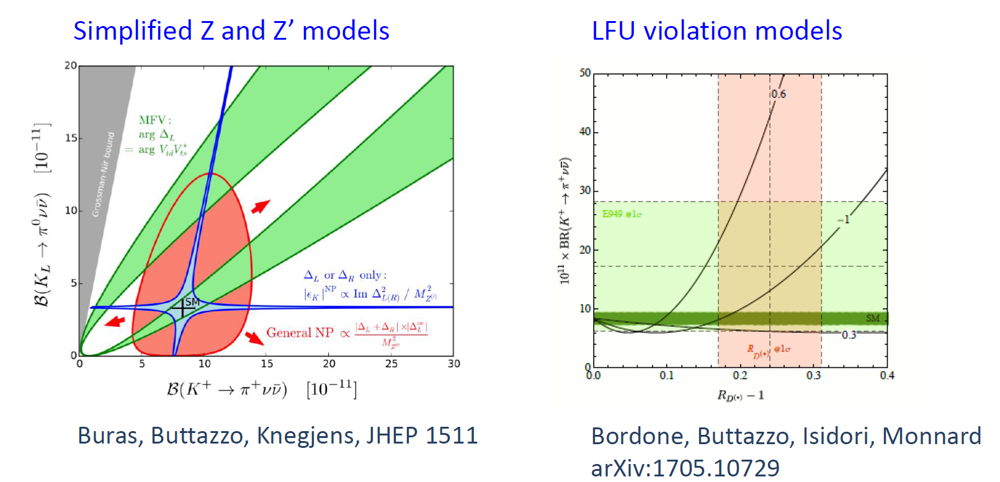 Simplified Z and Z’ models
LFU violation models
20
15
10
5
0
0
5
10
15
20
25
30
B(K_L → π⁰νν̄) [10⁻¹¹]
B(K⁺ → π⁺νν̄) [10⁻¹¹]
Grossman-Nir bound
MFV:
arg Δ_L
= arg V_td V*_ts
SM
Δ_L or Δ_R only:
|ϵ_K|^NP ∝ Im Δ²_L(R) / M²_Z(′)
General NP ∝ |Δ_L + Δ_R| × |Δ_L^νν| / M²_Z(′)
50
40
30
20
10
0
0.0
0.1
0.2
0.3
0.4
10¹¹ × BR(K⁺ → π⁺νν̄)
R_D(*) − 1
0.6
−1
0.3
E949 @1σ
SM
R_D(*) @1σ
Buras, Buttazzo, Knegjens, JHEP 1511
Bordone, Buttazzo, Isidori, Monnard
arXiv:1705.10729